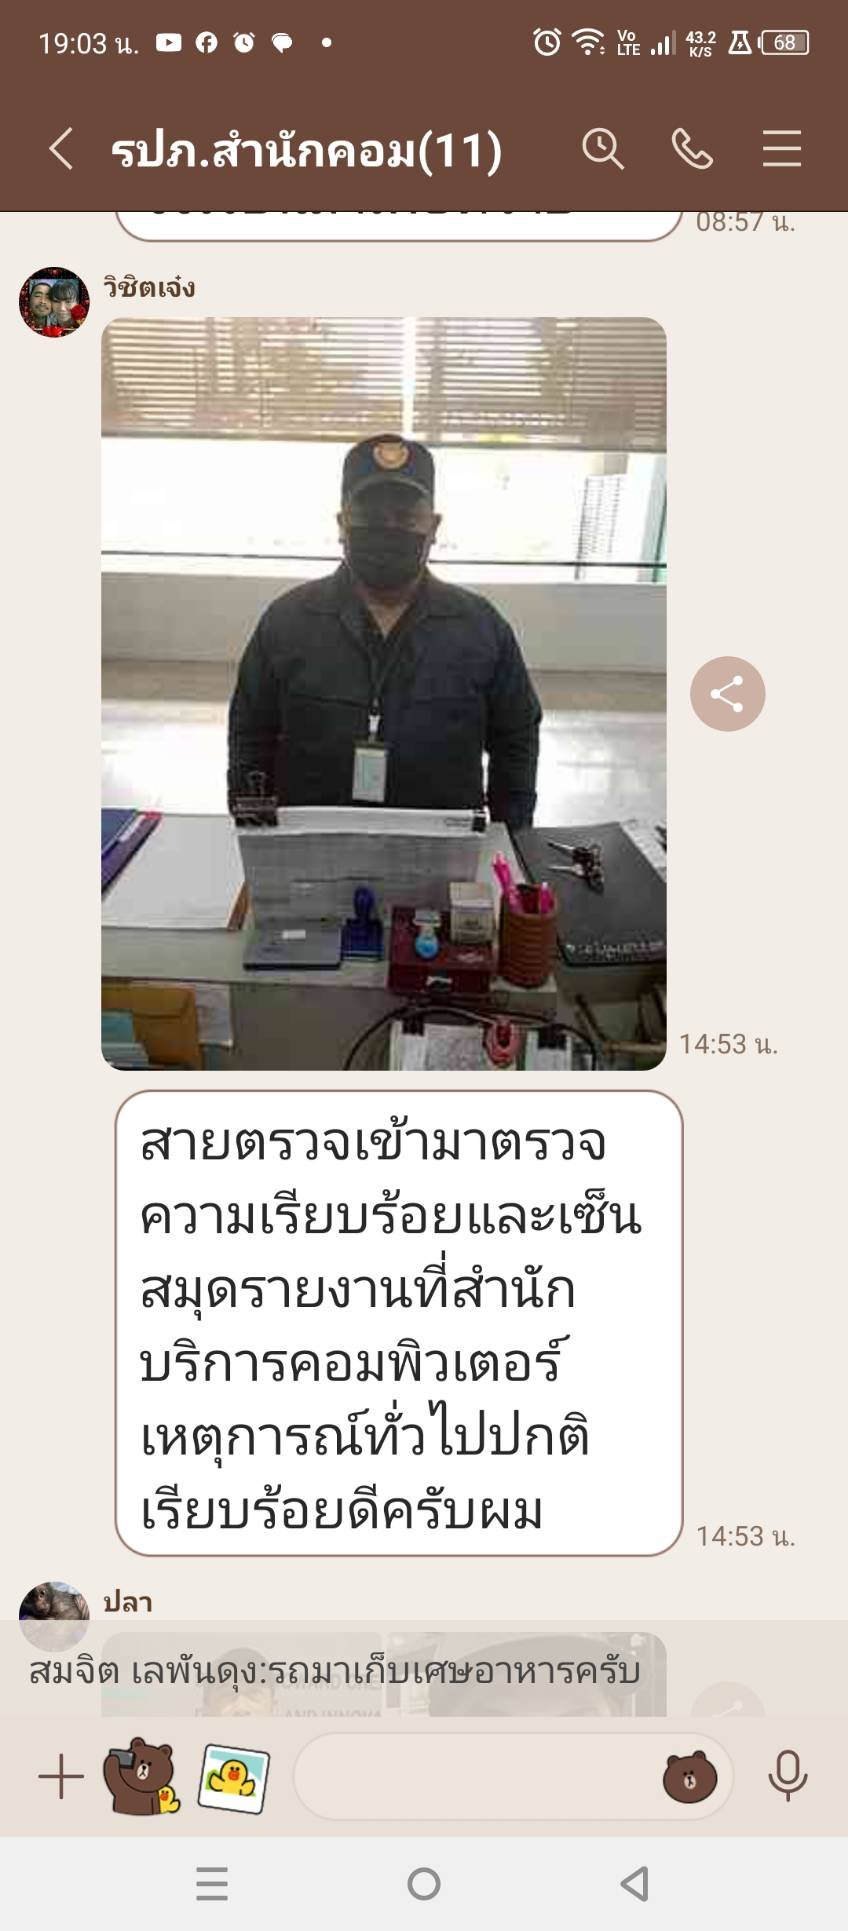 19:03 น.
Vo
LTE
43.2
K/S
68
รปภ.สำนักคอม(11)
08:57 น.
วิชิตเจ๋ง
14:53 น.
สายตรวจเข้ามาตรวจ
ความเรียบร้อยและเซ็น
สมุดรายงานที่สำนัก
บริการคอมพิวเตอร์
เหตุการณ์ทั่วไปปกติ
เรียบร้อยดีครับผม
14:53 น.
ปลา
สมจิต เลพันดุง:รถมาเก็บเศษอาหารครับ